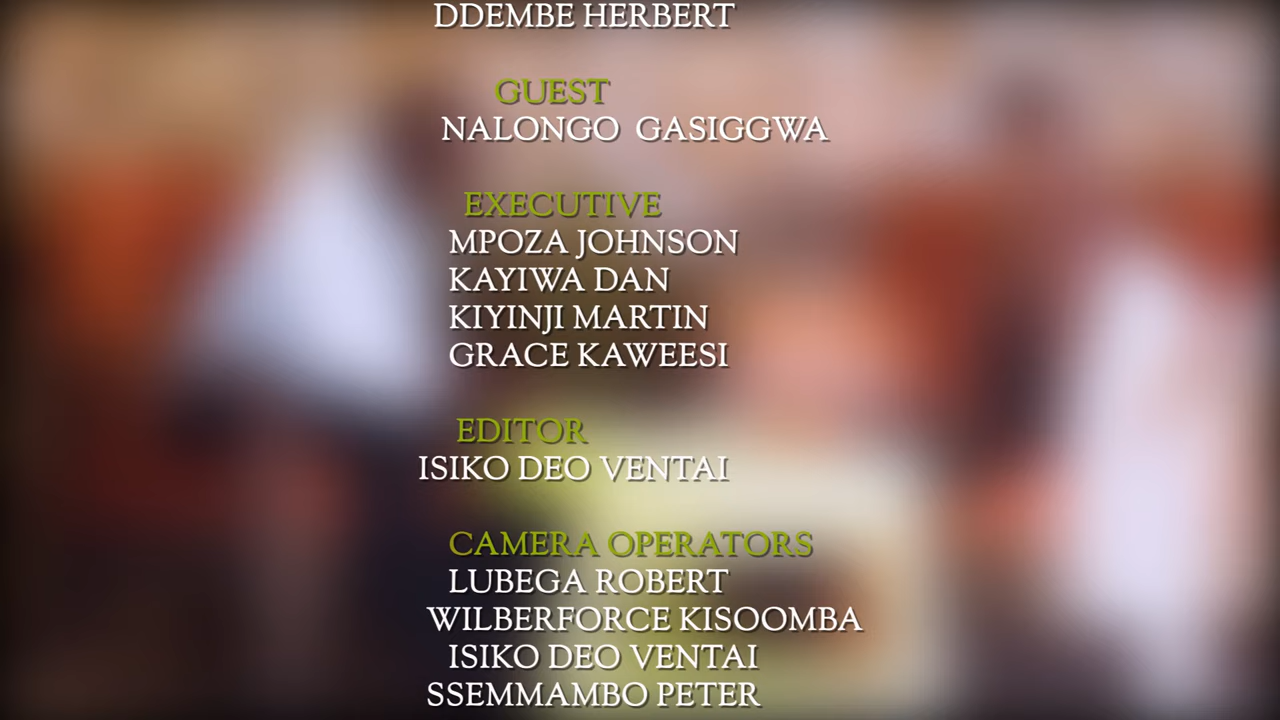 DDEMBE HERBERT
GUEST
NALONGO GASIGGWA
EXECUTIVE
MPOZA JOHNSON
KAYIWA DAN
KIYINJI MARTIN
GRACE KAWEESI
EDITOR
ISIKO DEO VENTAI
CAMERA OPERATORS
LUBEGA ROBERT
WILBERFORCE KISOOMBA
ISIKO DEO VENTAI
SSEMMAMBO PETER